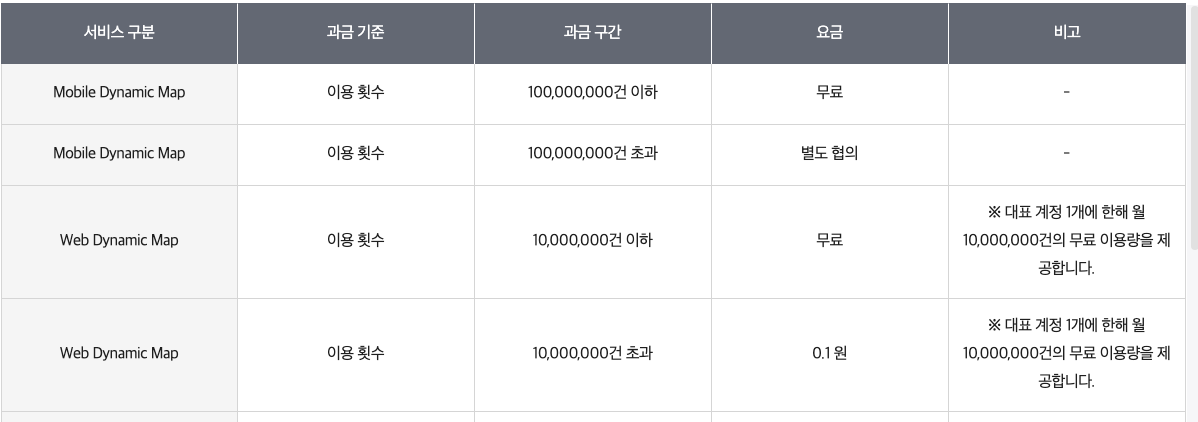 서비스 구분 과금 기준 과금 구간 요금 비고
Mobile Dynamic Map 이용 횟수 100,000,000건 이하 무료 -
Mobile Dynamic Map 이용 횟수 100,000,000건 초과 별도 협의 -
Web Dynamic Map 이용 횟수 10,000,000건 이하 무료 ※ 대표 계정 1개에 한해 월
10,000,000건의 무료 이용량을 제
공합니다.
Web Dynamic Map 이용 횟수 10,000,000건 초과 0.1 원 ※ 대표 계정 1개에 한해 월
10,000,000건의 무료 이용량을 제
공합니다.